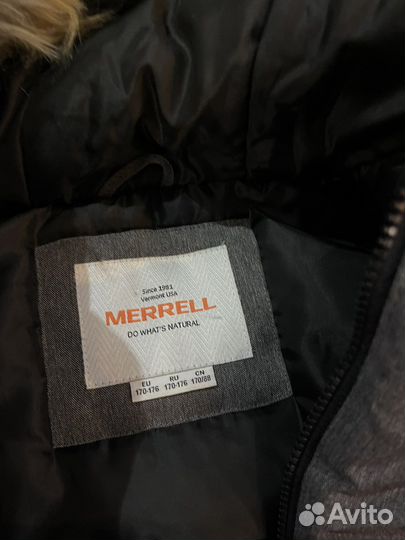 Since 1981
Vermont USA
MERRELL
DO WHAT'S NATURAL
EU RU CN
170-176 170-176 170/88
Avito